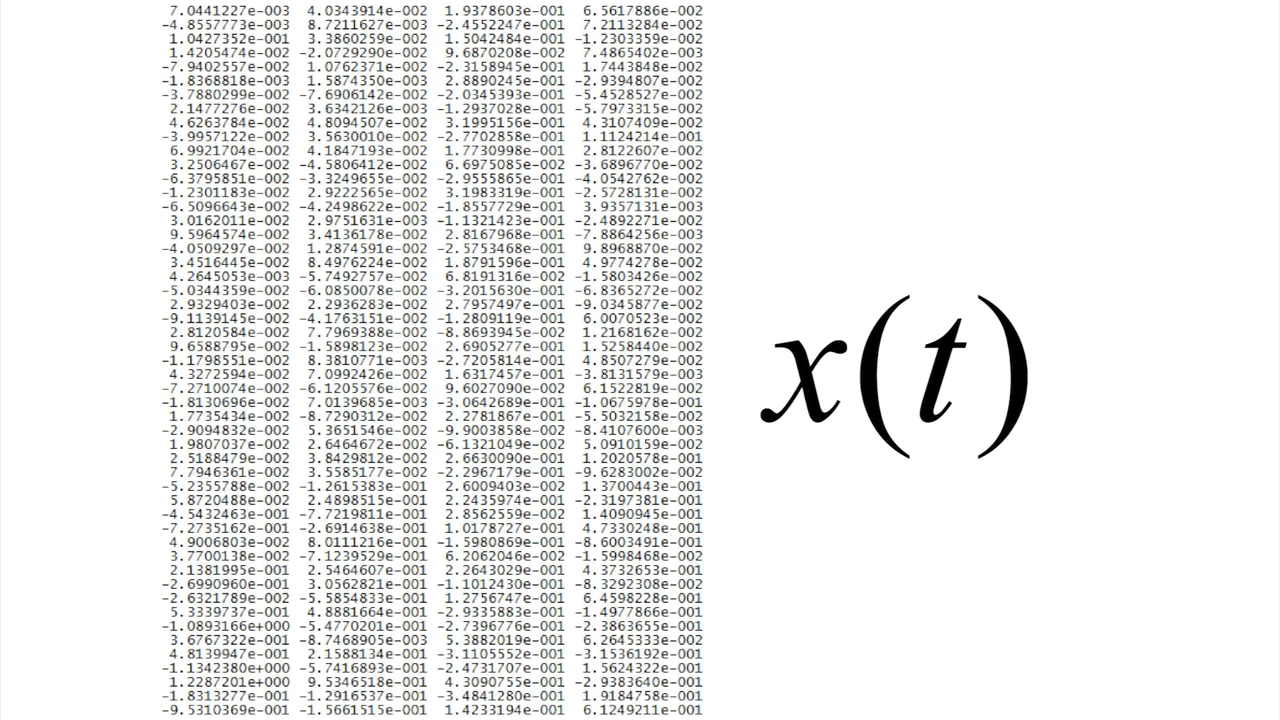 7.0441227e-003 4.0343914e-002 1.9378603e-001 6.5617886e-002
-4.8557773e-003 8.7211627e-003 -2.4552247e-001 7.2113284e-002
1.0427352e-001 3.3860259e-002 1.5042484e-001 -1.2303359e-002
1.4205474e-002 -2.0729290e-002 9.6870208e-002 7.4865402e-003
-7.9402557e-002 1.0762371e-002 -2.3158945e-001 1.7443848e-002
-1.8368818e-003 1.5874350e-003 2.8890245e-001 -2.9394807e-002
-3.7880299e-002 -7.6906142e-002 -2.0345393e-001 -5.4528527e-002
2.1477276e-002 3.6342126e-003 -1.2937028e-001 -5.7973315e-002
4.6263784e-002 4.8094507e-002 3.1995156e-001 4.3107409e-002
-3.9957122e-002 3.5630010e-002 -2.7702858e-001 1.1124214e-001
6.9921704e-002 4.1847193e-002 1.7730998e-001 2.8122607e-002
3.2506467e-002 -4.5806412e-002 6.6975085e-002 -3.6896770e-002
-6.3795851e-002 -3.3249655e-002 -2.9555865e-001 -4.0542762e-002
-1.2301183e-002 2.9222565e-002 3.1983319e-001 -2.5728131e-002
-6.5096643e-002 -4.2498622e-002 -1.8557729e-001 3.9357131e-003
3.0162011e-002 2.9751631e-003 -1.1321423e-001 -2.4892271e-002
9.5964574e-002 3.4136178e-002 2.8167968e-001 -7.8864256e-003
-4.0509297e-002 1.2874591e-002 -2.5753468e-001 9.8968870e-002
3.4516445e-002 8.4976224e-002 1.8791596e-001 4.9774278e-002
4.2645053e-003 -5.7492757e-002 6.8191316e-002 -1.5803426e-002
-5.0344359e-002 -6.0850078e-002 -3.2015630e-001 -6.8365272e-002
2.9329403e-002 2.2936283e-002 2.7957497e-001 -9.0345877e-002
-9.1139145e-002 -4.1763151e-002 -1.2809119e-001 6.0070523e-002
2.8120584e-002 7.7969388e-002 -8.8693945e-002 1.2168162e-002
9.6588795e-002 -1.5898123e-002 2.6905277e-001 1.5258440e-002
-1.1798551e-002 8.3810771e-003 -2.7205814e-001 4.8507279e-002
4.3272594e-002 7.0992426e-002 1.6317457e-001 -3.8131579e-003
-7.2710074e-002 -6.1205576e-002 9.6027090e-002 6.1522819e-002
-1.8130696e-002 7.0139685e-003 -3.0642689e-001 -1.0675978e-001
1.7735434e-002 -8.7290312e-002 2.2781867e-001 -5.5032158e-002
-2.9094832e-002 5.3651546e-002 -9.9003858e-002 -8.4107600e-003
1.9807037e-002 2.6464672e-002 -6.1321049e-002 5.0910159e-002
2.5188479e-002 3.8429812e-002 1.6630090e-001 1.2020578e-001
7.7946361e-002 3.5585177e-002 -2.2967179e-001 -9.6283002e-002
-5.2355788e-002 -1.2615383e-001 2.6009403e-002 1.3700443e-001
5.8720488e-002 2.4898515e-001 2.2435974e-001 -2.3197381e-001
-4.5432463e-001 -7.7219811e-001 2.8562559e-002 1.4090945e-001
-7.2735162e-001 -2.6914638e-001 1.0178727e-001 4.7330248e-001
4.9006803e-002 8.0111216e-001 -1.5980869e-001 -8.6003491e-001
3.7700138e-002 -7.1239529e-001 6.2062046e-002 -1.5998468e-002
2.1381995e-001 2.5464607e-001 2.2643029e-001 4.3732653e-001
-2.6990960e-001 3.0562821e-001 -1.1012430e-001 -8.3292308e-002
-2.6321789e-002 -5.5854833e-001 1.2756747e-001 6.4598228e-001
5.3339737e-001 4.8881664e-001 -2.9335883e-001 -1.4977866e-001
-1.0893166e+000 -5.4770201e-001 -2.7396776e-001 -2.3863655e-001
3.6767322e-001 -8.7468905e-003 5.3882019e-001 6.2645333e-002
4.8139947e-001 2.1588134e-001 -3.1105552e-001 -3.1536192e-001
-1.1342380e+000 -5.7416893e-001 -2.4731707e-001 1.5624322e-001
1.2287201e+000 9.5346518e-001 4.3090755e-001 -2.9383640e-001
-1.8313277e-001 -1.2916537e-001 -3.4841280e-001 1.9184758e-001
-9.5310369e-001 -1.5661515e-001 1.4233194e-001 6.1249211e-001
x(t)